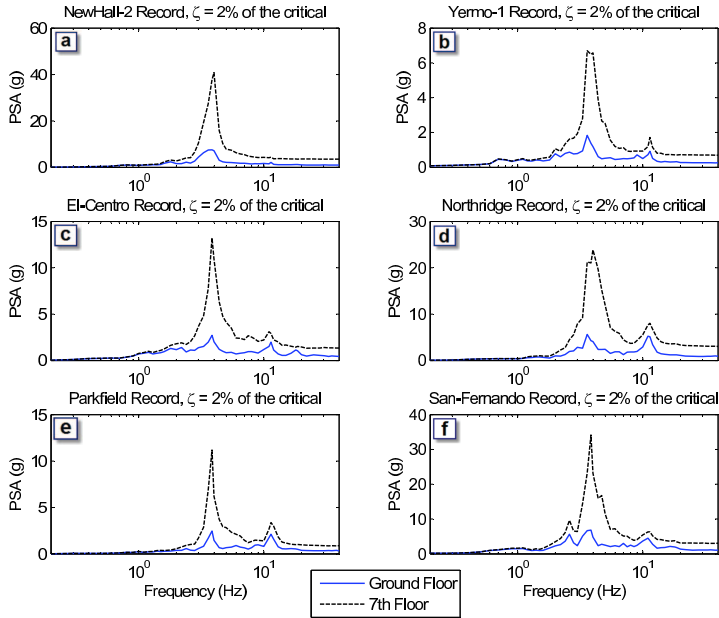 NewHall-2 Record, ζ = 2% of the critical
a
PSA (g)
60
40
20
0
10^0
10^1
Yermo-1 Record, ζ = 2% of the critical
b
PSA (g)
8
6
4
2
0
10^0
10^1
El-Centro Record, ζ = 2% of the critical
c
PSA (g)
15
10
5
0
10^0
10^1
Northridge Record, ζ = 2% of the critical
d
PSA (g)
30
20
10
0
10^0
10^1
Parkfield Record, ζ = 2% of the critical
e
PSA (g)
15
10
5
0
10^0
10^1
Frequency (Hz)
San-Fernando Record, ζ = 2% of the critical
f
PSA (g)
40
30
20
10
0
10^0
10^1
Frequency (Hz)
Ground Floor
7th Floor